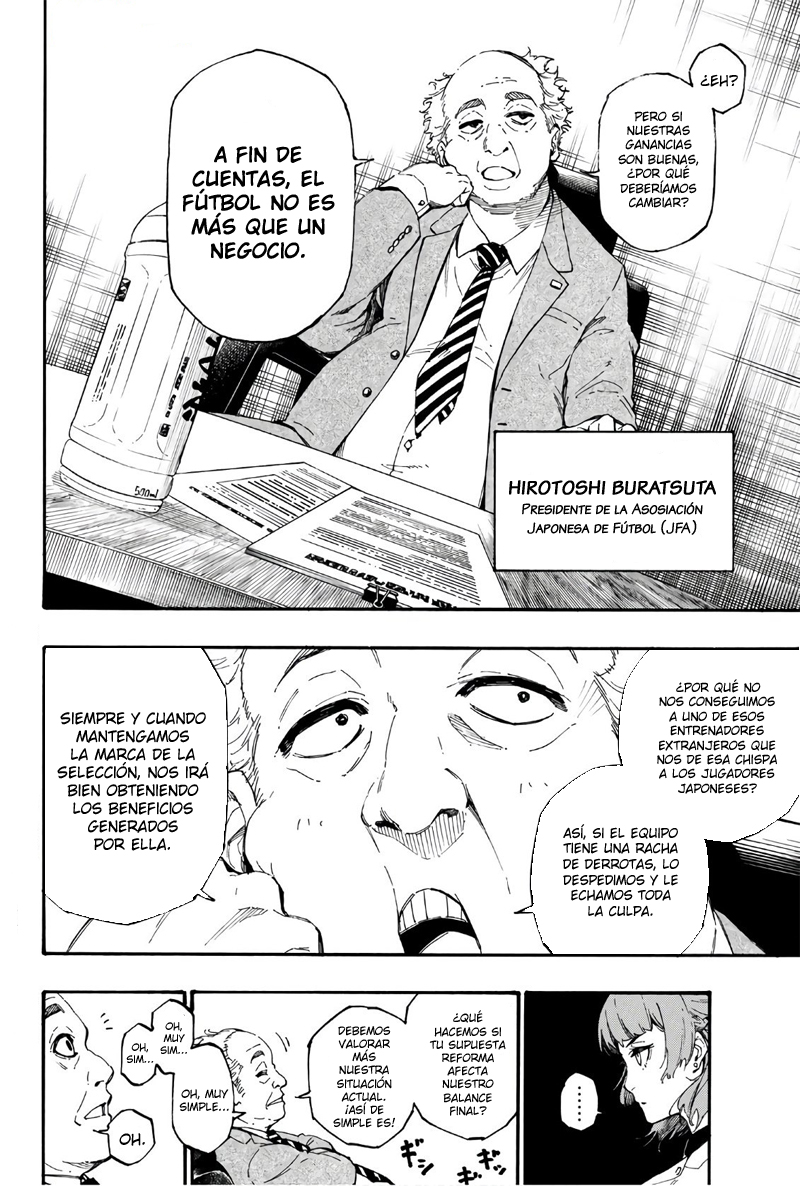 ¿EH?
PERO SI
NUESTRAS
GANANCIAS
SON BUENAS,
¿POR QUÉ
DEBERÍAMOS
CAMBIAR?
A FIN DE
CUENTAS, EL
FÚTBOL NO ES
MÁS QUE UN
NEGOCIO.
500ml
HIROTOSHI BURATSUTA
PRESIDENTE DE LA ASOSIACIÓN
JAPONESA DE FÚTBOL (JFA)
¿POR QUÉ NO
NOS CONSEGUIMOS
A UNO DE ESOS
ENTRENADORES
EXTRANJEROS QUE
NOS DE ESA CHISPA
A LOS JUGADORES
JAPONESES?
ASÍ, SI EL EQUIPO
TIENE UNA RACHA
DE DERROTAS, LO
DESPEDIMOS Y LE
ECHAMOS TODA
LA CULPA.
SIEMPRE Y CUANDO
MANTENGAMOS
LA MARCA DE LA
SELECCIÓN, NOS IRÁ
BIEN OBTENIENDO
LOS BENEFICIOS
GENERADOS
POR ELLA.
......
¿QUÉ
HACEMOS SI
TU SUPUESTA
REFORMA
AFECTA
NUESTRO
BALANCE
FINAL?
DEBEMOS
VALORAR
MÁS
NUESTRA
SITUACIÓN
ACTUAL.
¡ASÍ DE
SIMPLE ES!
ギシ
ギシ
OH, MUY
SIMPLE...
OH,
MUY
SIM...
OH,
SIM...
OH.